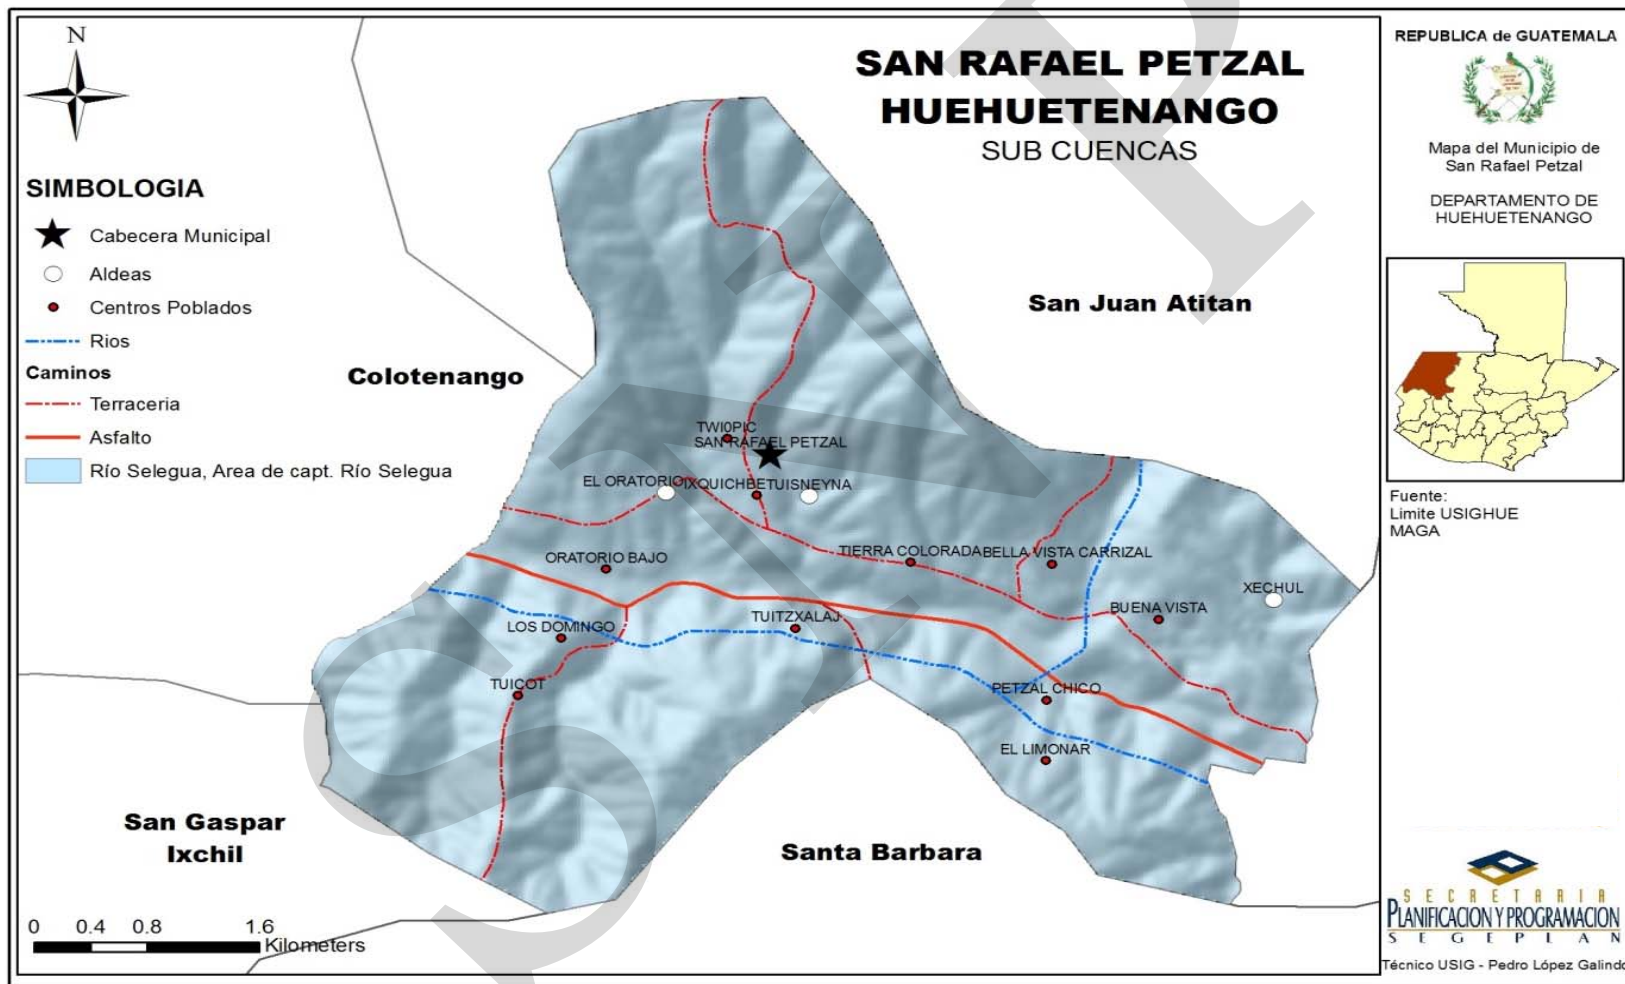 N
SAN RAFAEL PETZAL
HUEHUETENANGO
SUB CUENCAS
SIMBOLOGIA
Cabecera Municipal
Aldeas
Centros Poblados
Rios
Caminos
Terraceria
Asfalto
Río Selegua, Area de capt. Río Selegua
Colotenango
San Juan Atitan
TWI0PIC
SAN RAFAEL PETZAL
EL ORATORIO
IXQUICHBE
TUISNEYNA
ORATORIO BAJO
TIERRA COLORADA
BELLA VISTA CARRIZAL
XECHUL
BUENA VISTA
LOS DOMINGO
TUITZXALAJ
TUICOT
PETZAL CHICO
EL LIMONAR
San Gaspar
Ixchil
Santa Barbara
0 0.4 0.8 1.6
Kilometers
REPUBLICA de GUATEMALA
Mapa del Municipio de
San Rafael Petzal
DEPARTAMENTO DE
HUEHUETENANGO
Fuente:
Limite USIGHUE
MAGA
SECRETARIA
PLANIFICACION Y PROGRAMACION
SEGEPLAN
Técnico USIG - Pedro López Galindo